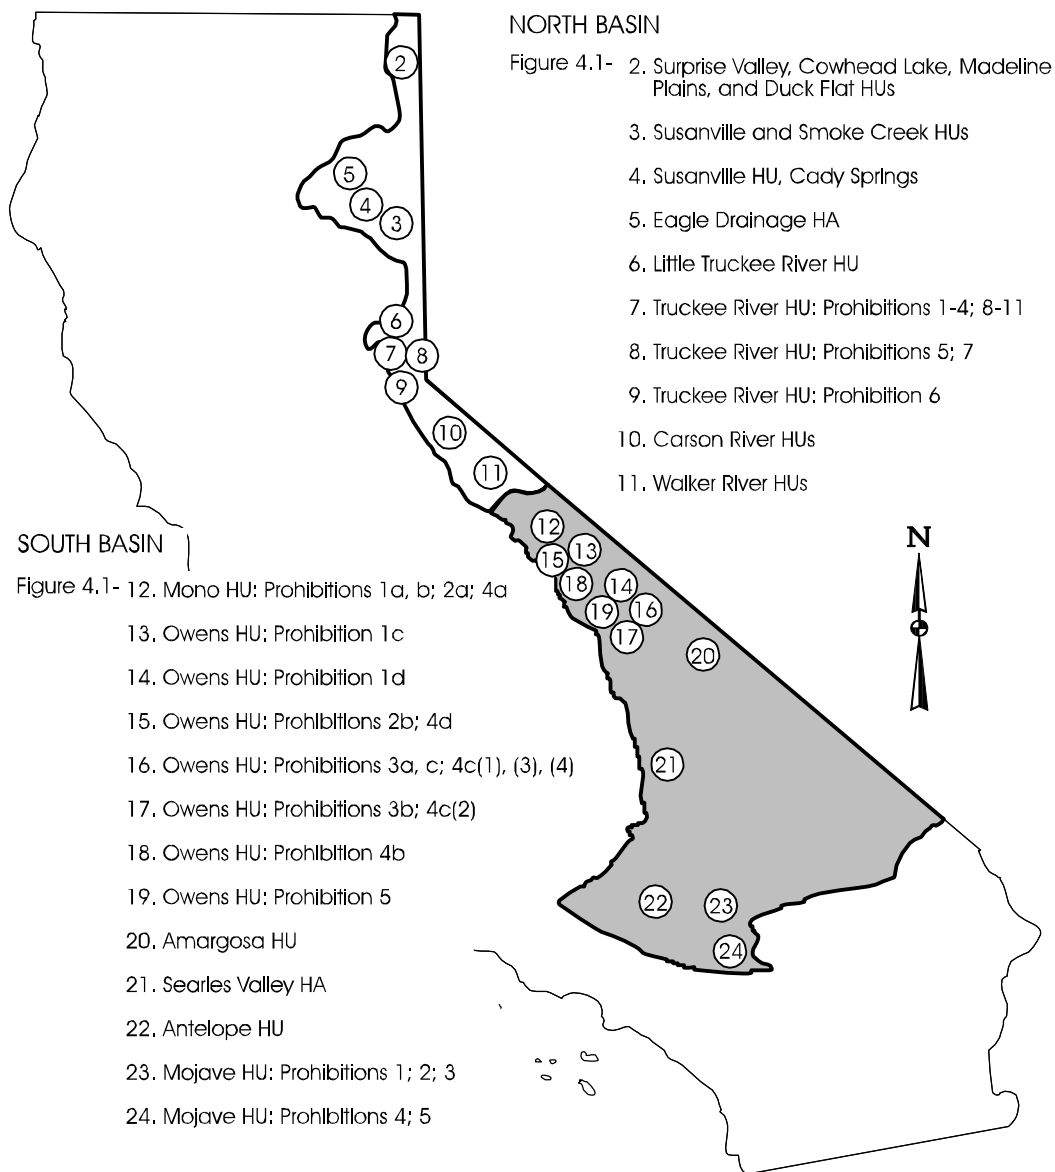 NORTH BASIN
Figure 4.1- 2. Surprise Valley, Cowhead Lake, Madeline
Plains, and Duck Flat HUs
3. Susanville and Smoke Creek HUs
4. Susanville HU, Cady Springs
5. Eagle Drainage HA
6. Little Truckee River HU
7. Truckee River HU: Prohibitions 1-4; 8-11
8. Truckee River HU: Prohibitions 5; 7
9. Truckee River HU: Prohibition 6
10. Carson River HUs
11. Walker River HUs
SOUTH BASIN
Figure 4.1- 12. Mono HU: Prohibitions 1a, b; 2a; 4a
13. Owens HU: Prohibition 1c
14. Owens HU: Prohibition 1d
15. Owens HU: Prohibitions 2b; 4d
16. Owens HU: Prohibitions 3a, c; 4c(1), (3), (4)
17. Owens HU: Prohibitions 3b; 4c(2)
18. Owens HU: Prohibition 4b
19. Owens HU: Prohibition 5
20. Amargosa HU
21. Searles Valley HA
22. Antelope HU
23. Mojave HU: Prohibitions 1; 2; 3
24. Mojave HU: Prohibitions 4; 5
N
2
5
4
3
6
7
8
9
10
11
12
13
15
14
18
16
19
17
20
21
22
23
24